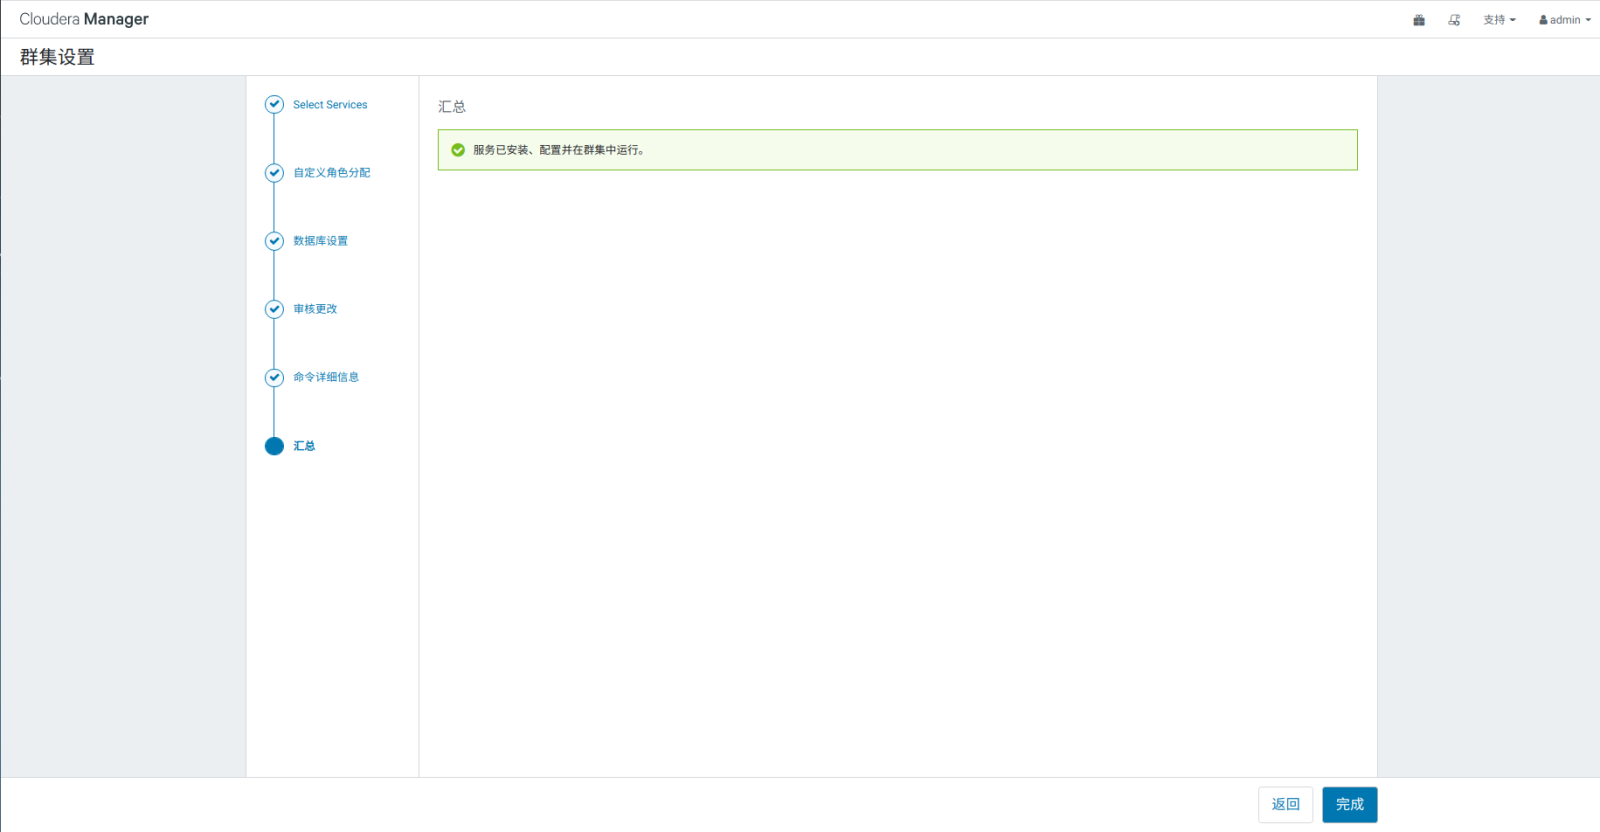 Cloudera Manager
支持
admin
群集设置
Select Services
自定义角色分配
数据库设置
审核更改
命令详细信息
汇总
汇总
服务已安装、配置并在群集中运行。
返回
完成